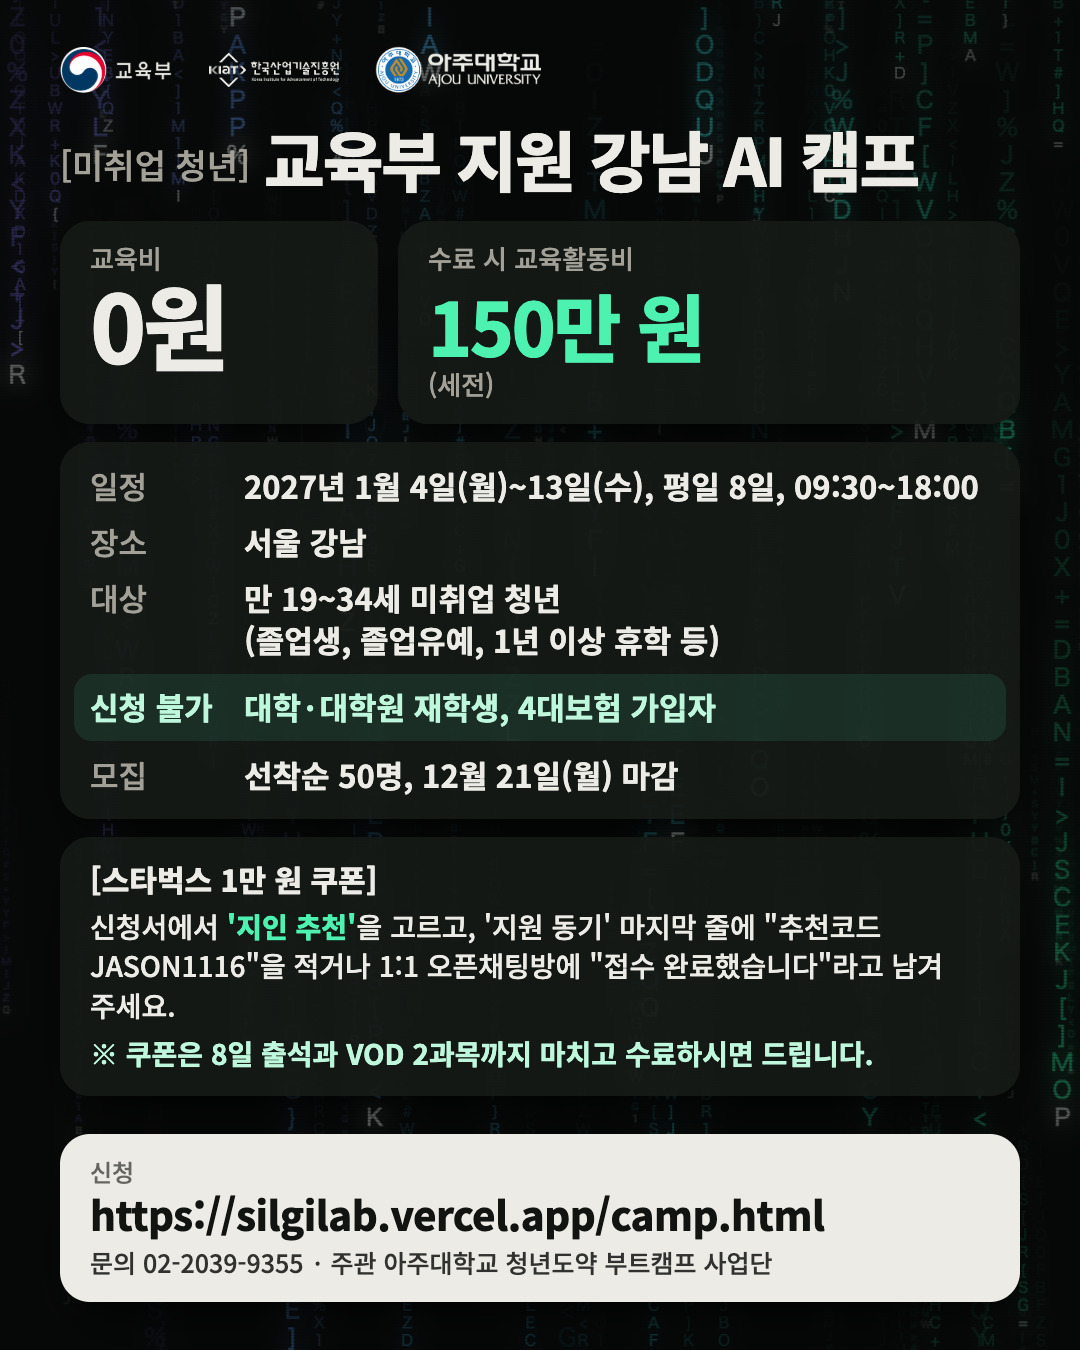 교육부
KIAT 한국산업기술진흥원
Korea Institute for Advancement of Technology
아주대학교
AJOU UNIVERSITY
[미취업 청년] 교육부 지원 강남 AI 캠프
교육비
0원
수료 시 교육활동비
150만 원
(세전)
일정 2027년 1월 4일(월)~13일(수), 평일 8일, 09:30~18:00
장소 서울 강남
대상 만 19~34세 미취업 청년
(졸업생, 졸업유예, 1년 이상 휴학 등)
신청 불가 대학·대학원 재학생, 4대보험 가입자
모집 선착순 50명, 12월 21일(월) 마감
[스타벅스 1만 원 쿠폰]
신청서에서 '지인 추천'을 고르고, '지원 동기' 마지막 줄에 "추천코드
JASON1116"을 적거나 1:1 오픈채팅방에 "접수 완료했습니다"라고 남겨
주세요.
※ 쿠폰은 8일 출석과 VOD 2과목까지 마치고 수료하시면 드립니다.
신청
https://silgilab.vercel.app/camp.html
문의 02-2039-9355 · 주관 아주대학교 청년도약 부트캠프 사업단